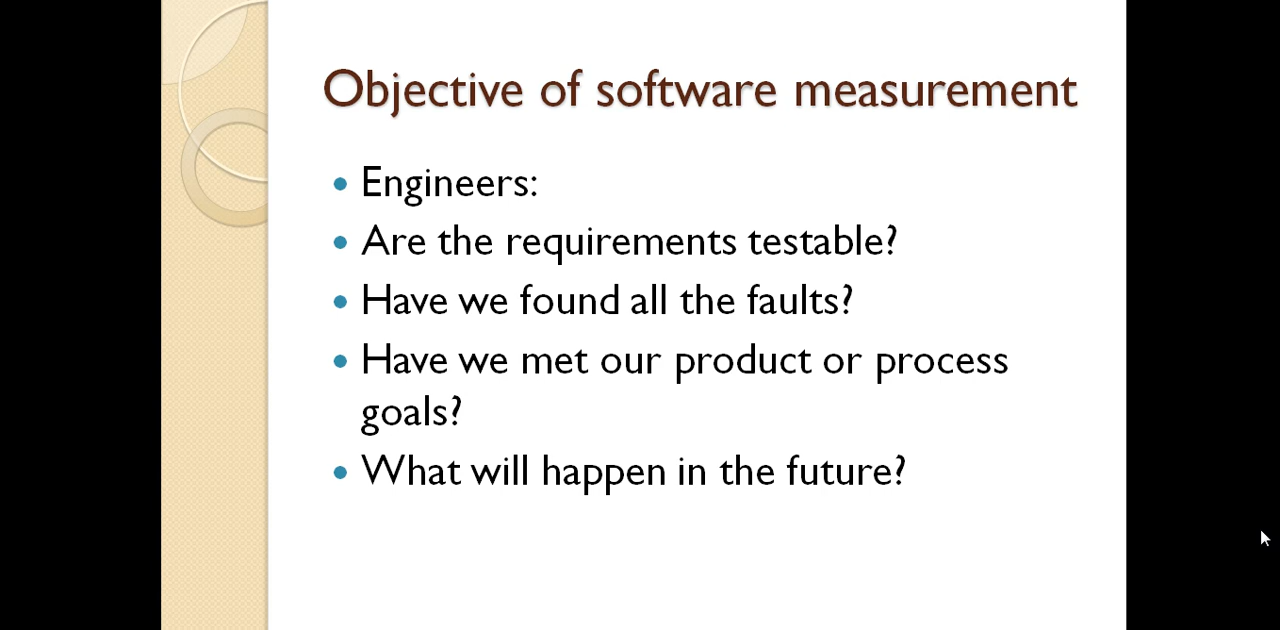 Objective of software measurement
• Engineers:
• Are the requirements testable?
• Have we found all the faults?
• Have we met our product or process
goals?
• What will happen in the future?